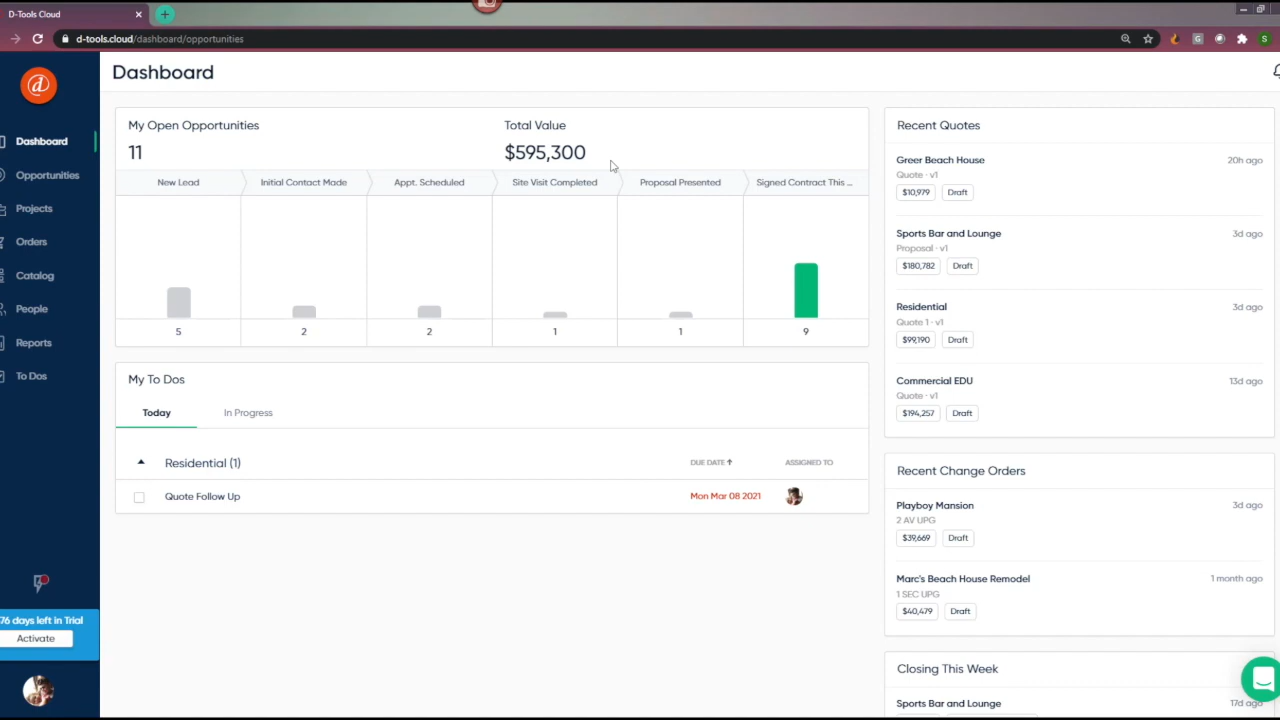 D-Tools Cloud
d-tools.cloud/dashboard/opportunities
Dashboard
Opportunities
Projects
Orders
Catalog
People
Reports
To Dos
76 days left in Trial
Activate
Dashboard
My Open Opportunities
11
Total Value
$595,300
New Lead
Initial Contact Made
Appt. Scheduled
Site Visit Completed
Proposal Presented
Signed Contract This ...
5
2
2
1
1
9
My To Dos
Today
In Progress
Residential (1)
DUE DATE
ASSIGNED TO
Quote Follow Up
Mon Mar 08 2021
Recent Quotes
Greer Beach House
20h ago
Quote · v1
$10,979
Draft
Sports Bar and Lounge
3d ago
Proposal · v1
$180,782
Draft
Residential
3d ago
Quote 1 · v1
$99,190
Draft
Commercial EDU
13d ago
Quote · v1
$194,257
Draft
Recent Change Orders
Playboy Mansion
3d ago
2 AV UPG
$39,669
Draft
Marc's Beach House Remodel
1 month ago
1 SEC UPG
$40,479
Draft
Closing This Week
Sports Bar and Lounge
17d ago